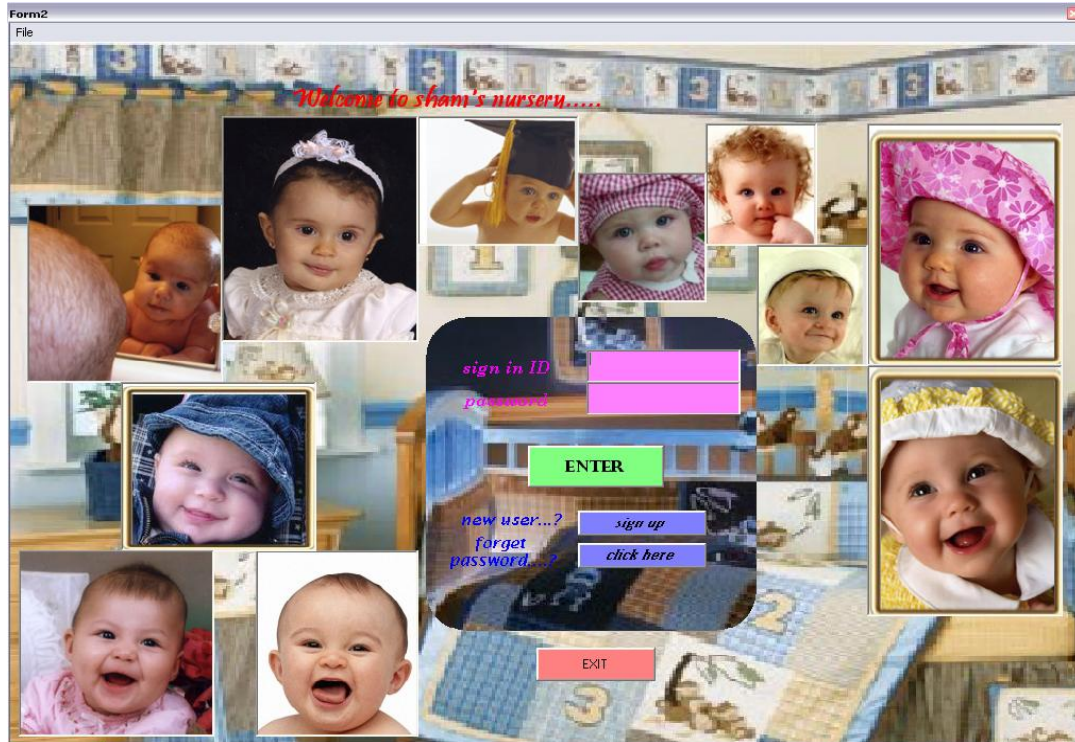 Form2
File
Welcome to sham's nursery.....
sign in ID
password
ENTER
new user...?
sign up
forget
password....?
click here
EXIT